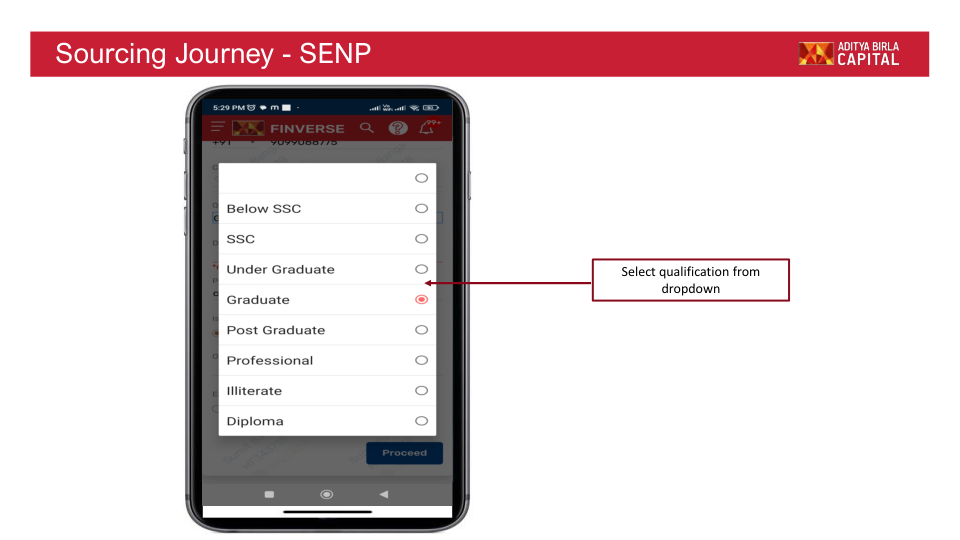 Sourcing Journey - SENP
ADITYA BIRLA
CAPITAL
5:29 PM
FINVERSE
99+
+91 9099088775
Below SSC
SSC
Under Graduate
Graduate
Post Graduate
Professional
Illiterate
Diploma
Proceed
Select qualification from
dropdown